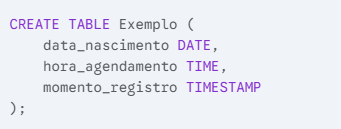 CREATE TABLE Exemplo (
    data_nascimento DATE,
    hora_agendamento TIME,
    momento_registro TIMESTAMP
);